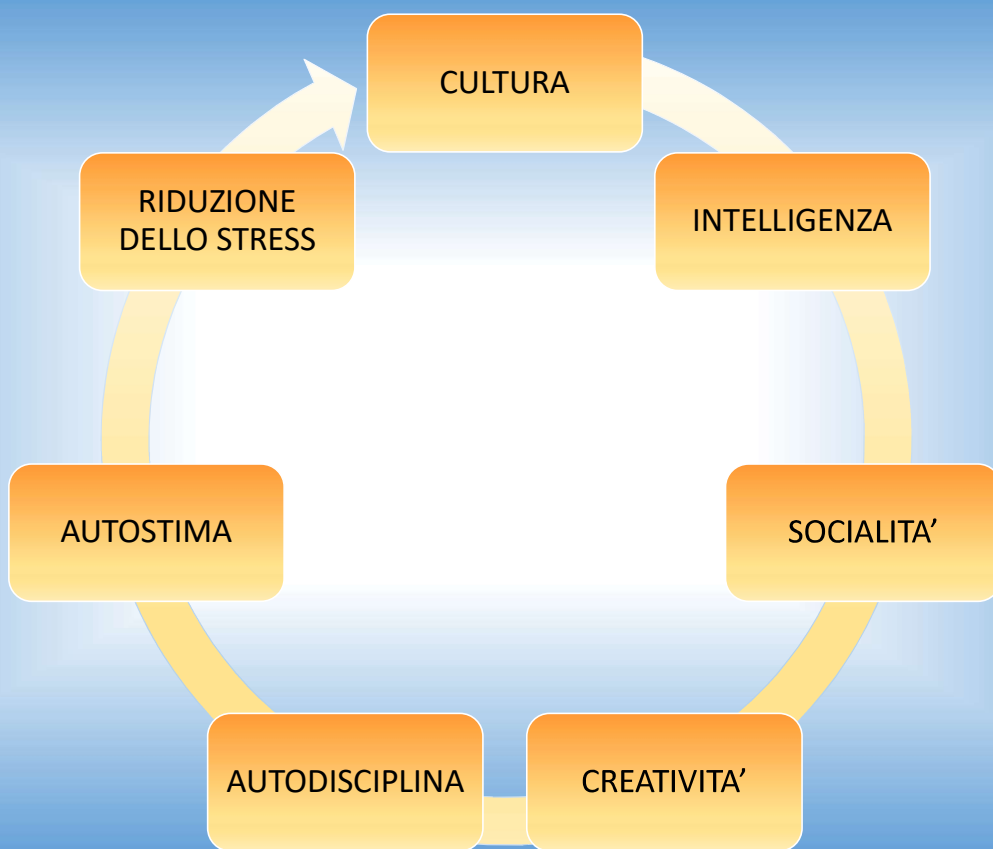 CULTURA
INTELLIGENZA
SOCIALITA’
CREATIVITA’
AUTODISCIPLINA
AUTOSTIMA
RIDUZIONE
DELLO STRESS